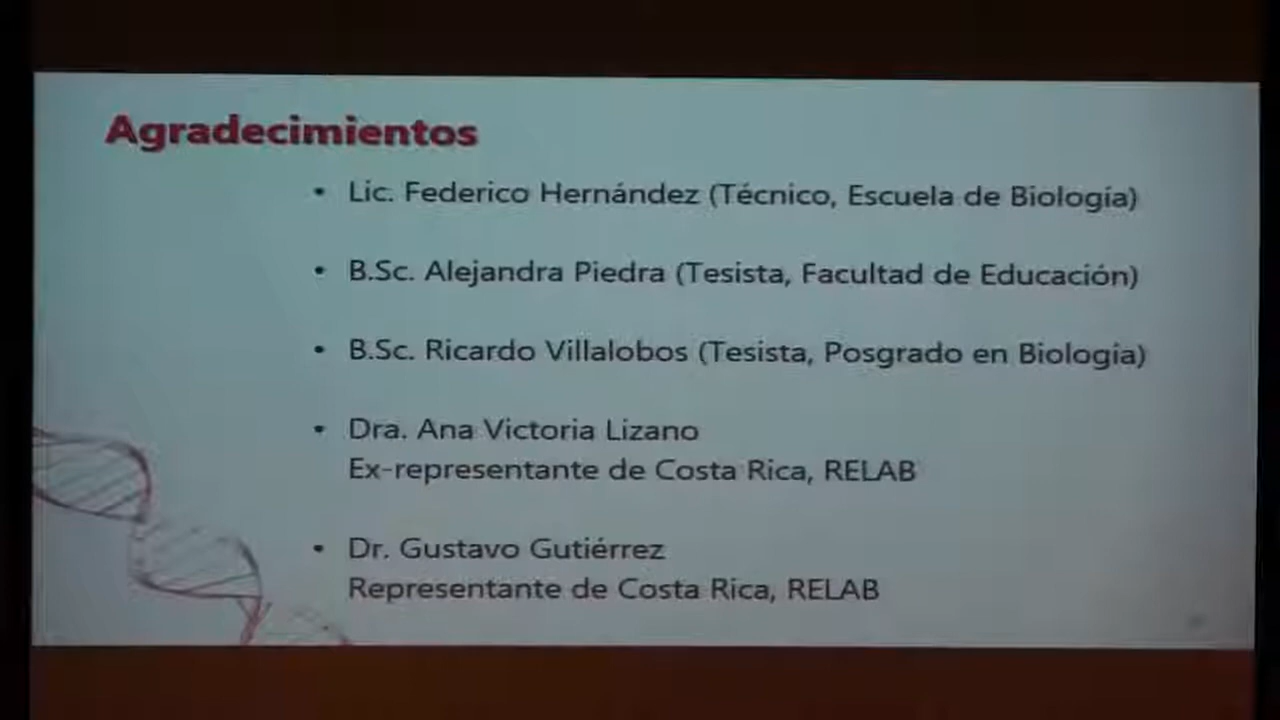 Agradecimientos
• Lic. Federico Hernández (Técnico, Escuela de Biología)
• B.Sc. Alejandra Piedra (Tesista, Facultad de Educación)
• B.Sc. Ricardo Villalobos (Tesista, Posgrado en Biología)
• Dra. Ana Victoria Lizano
Ex-representante de Costa Rica, RELAB
• Dr. Gustavo Gutiérrez
Representante de Costa Rica, RELAB